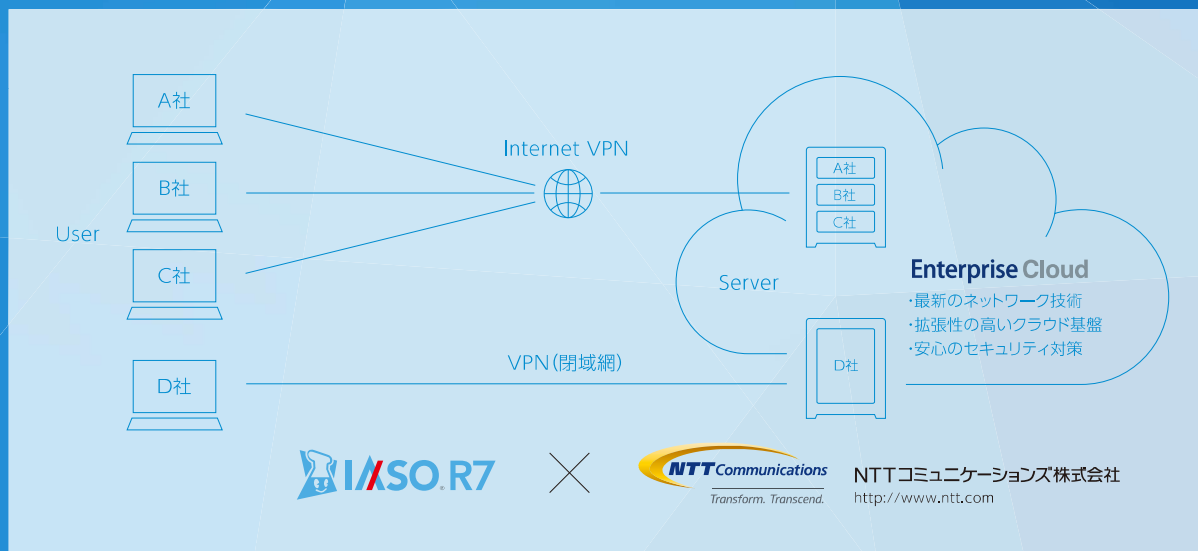 User
A社
B社
C社
D社
Internet VPN
VPN（閉域網）
Server
A社
B社
C社
D社
Enterprise Cloud
・最新のネットワーク技術
・拡張性の高いクラウド基盤
・安心のセキュリティ対策
IASO.R7
NTT Communications
Transform. Transcend.
NTTコミュニケーションズ株式会社
http://www.ntt.com